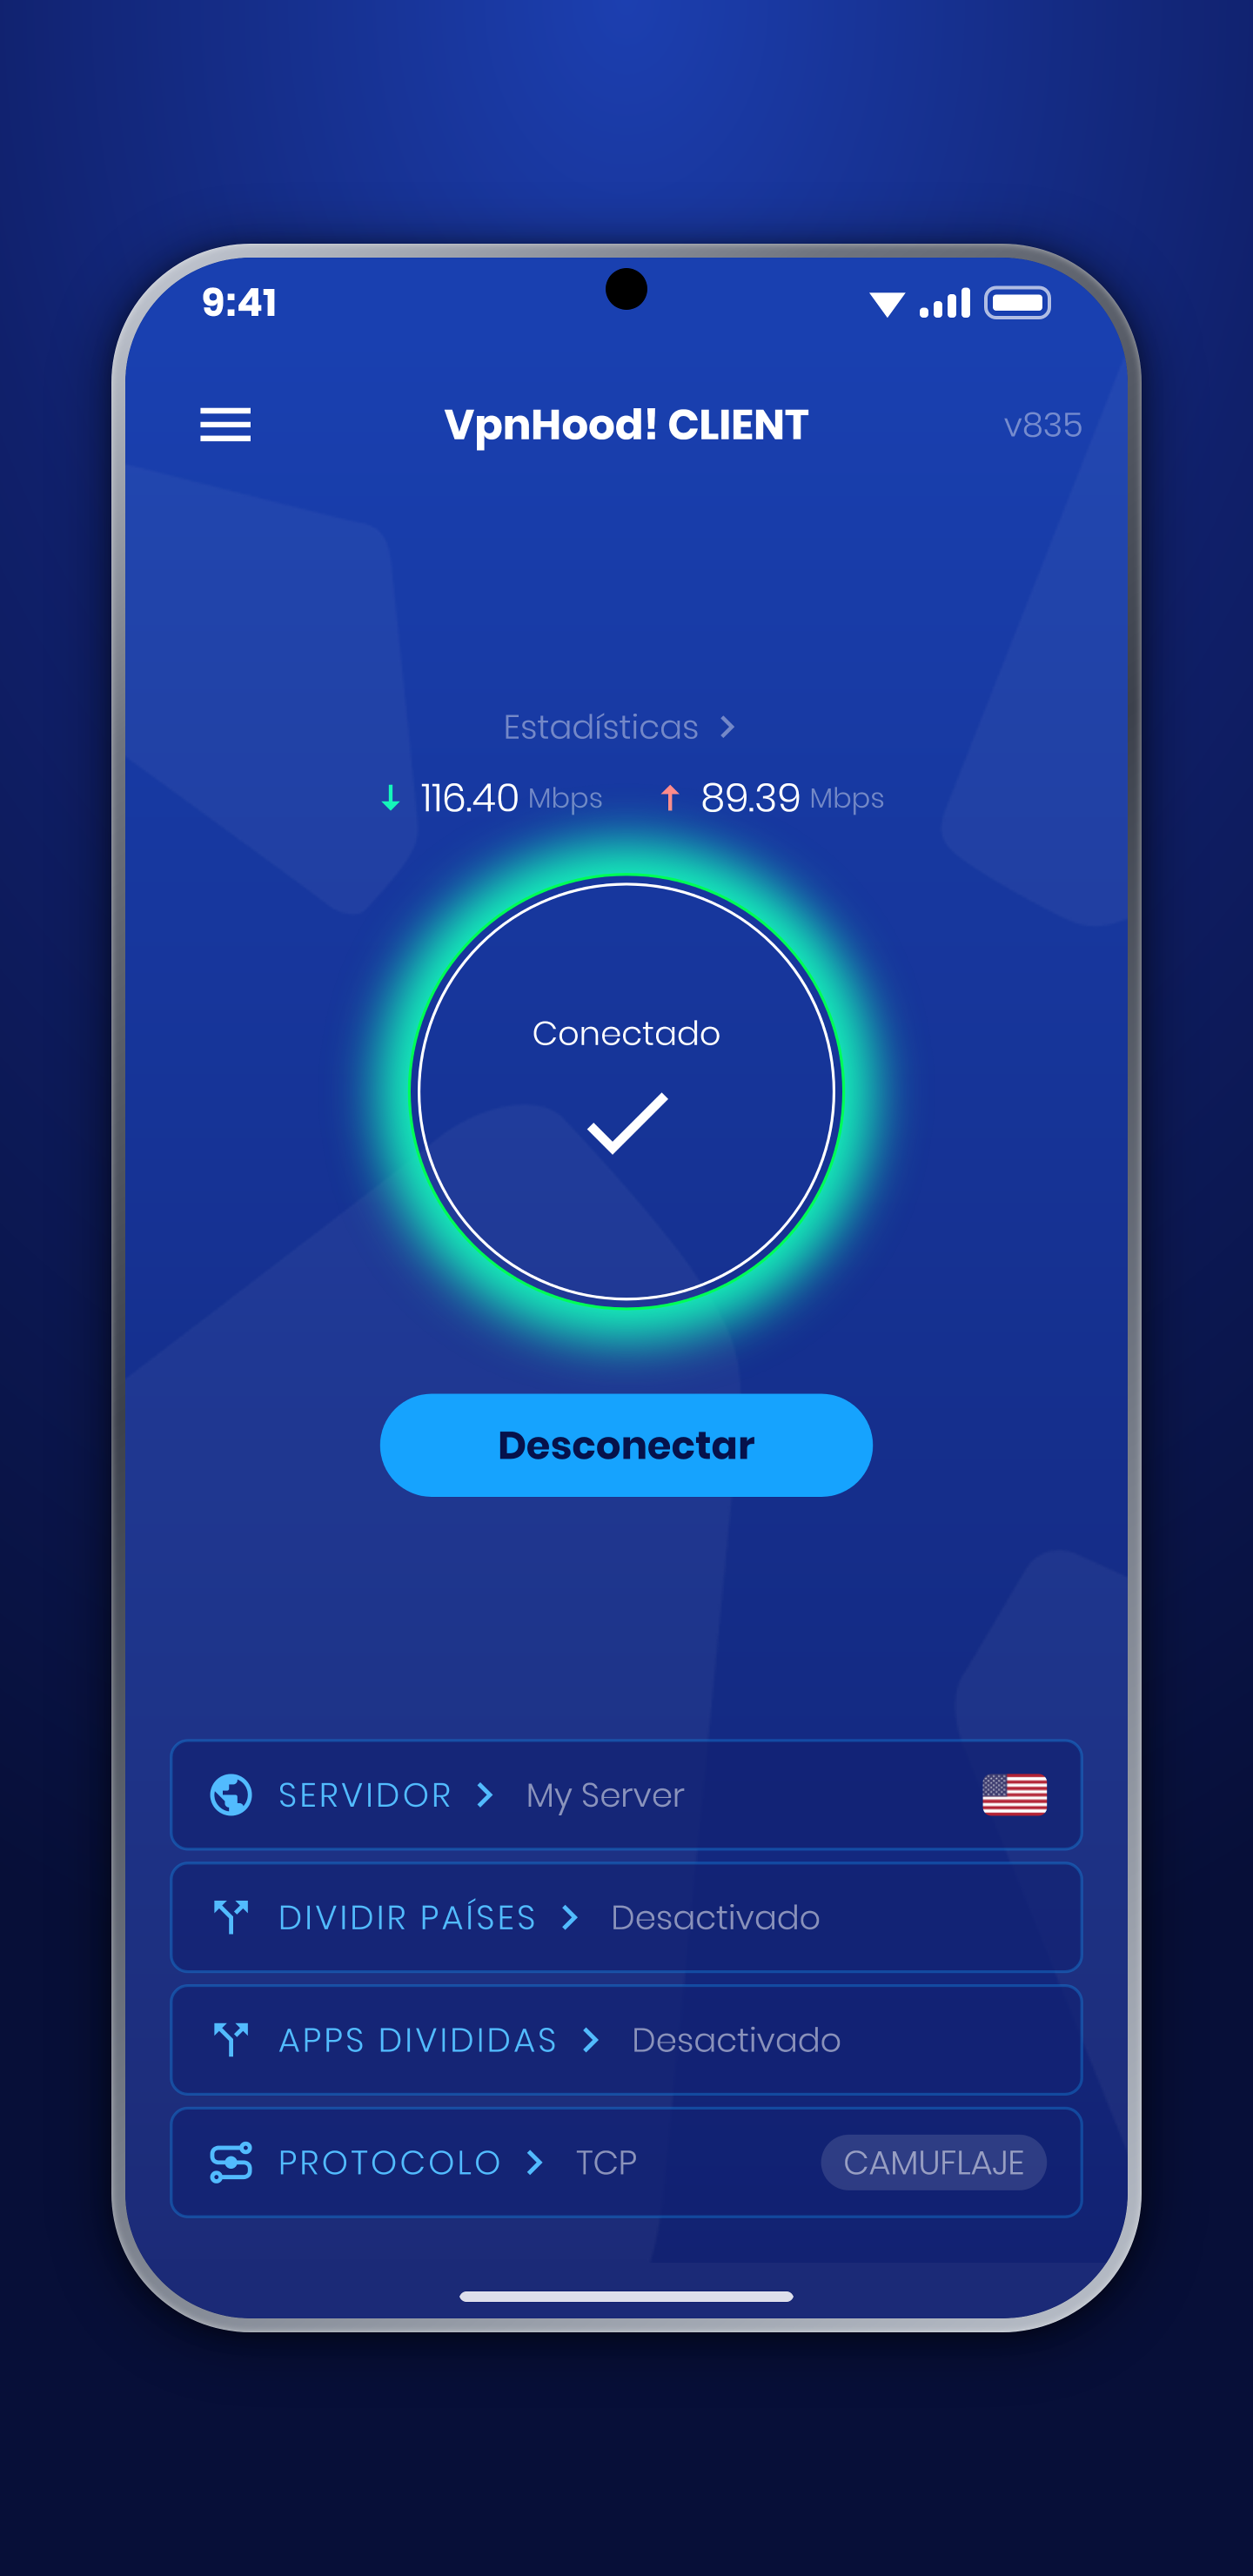 9:41
VpnHood! CLIENT v835
Estadísticas
116.40 Mbps 89.39 Mbps
Conectado
Desconectar
SERVIDOR My Server
DIVIDIR PAÍSES Desactivado
APPS DIVIDIDAS Desactivado
PROTOCOLO TCP CAMUFLAJE